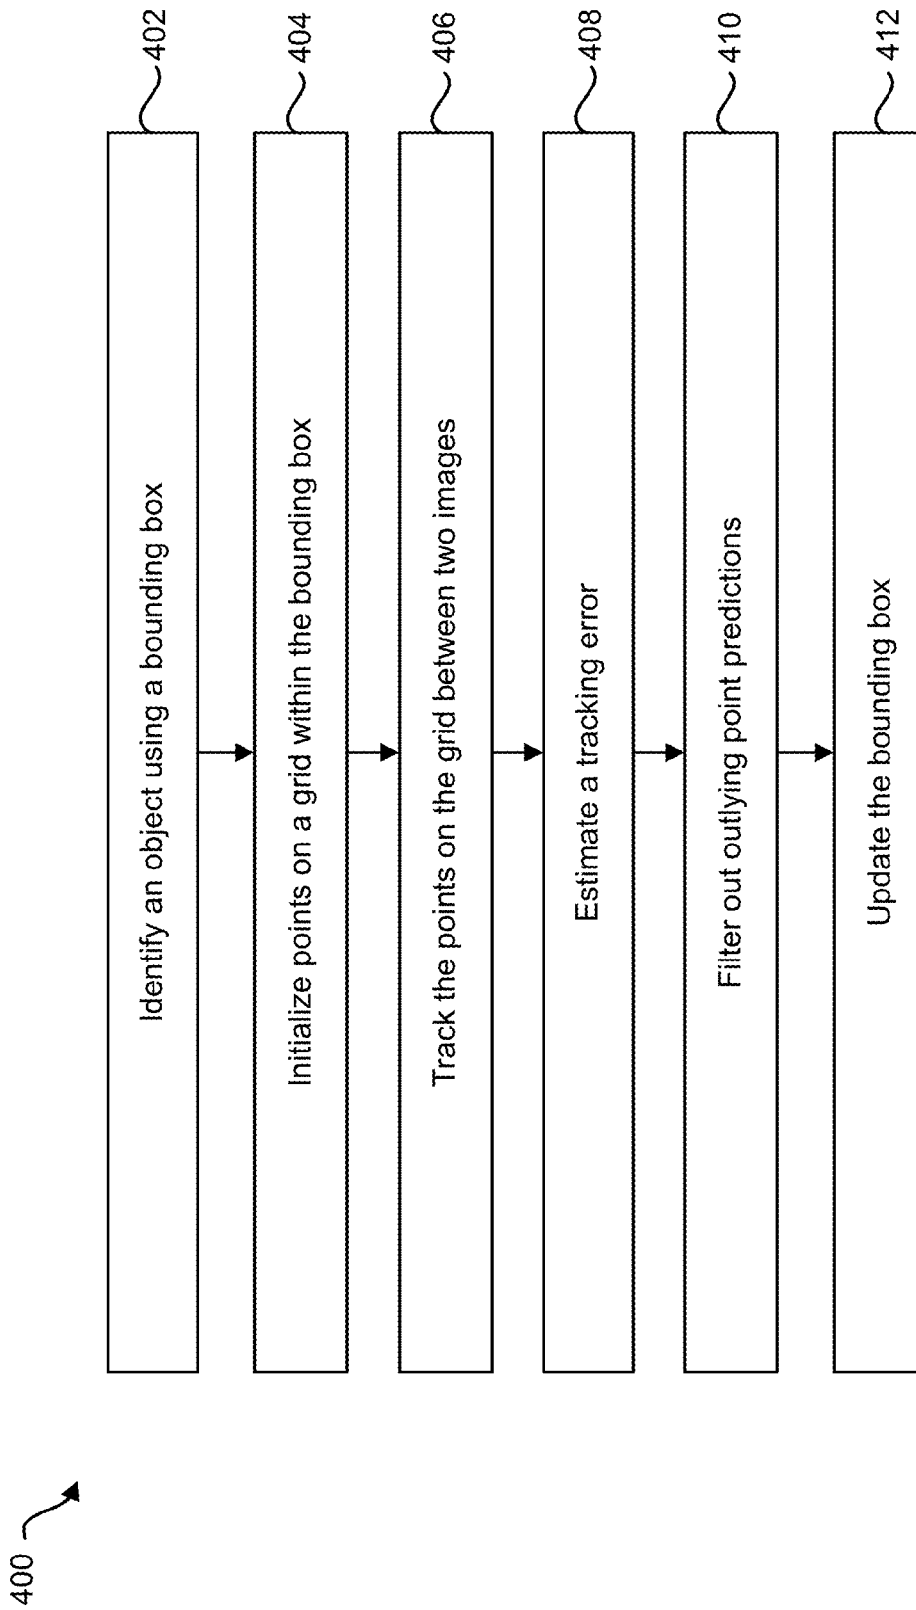 400
Identify an object using a bounding box
402
Initialize points on a grid within the bounding box
404
Track the points on the grid between two images
406
Estimate a tracking error
408
Filter out outlying point predictions
410
Update the bounding box
412